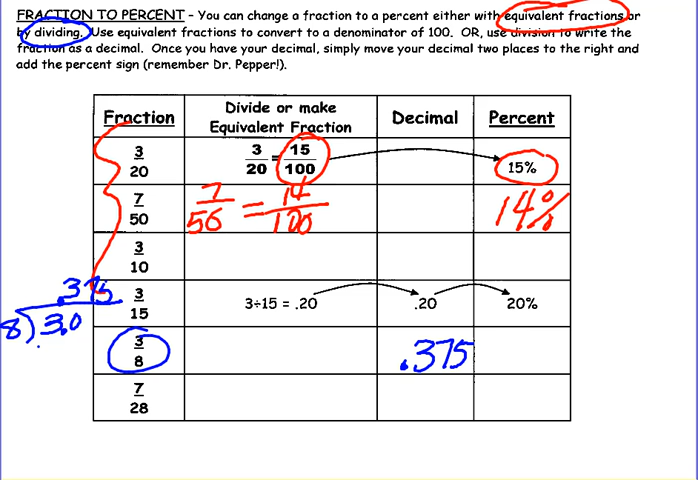 FRACTION TO PERCENT - You can change a fraction to a percent either with equivalent fractions or
by dividing. Use equivalent fractions to convert to a denominator of 100. OR, use division to write the
fraction as a decimal. Once you have your decimal, simply move your decimal two places to the right and
add the percent sign (remember Dr. Pepper!).
Fraction
Divide or make
Equivalent Fraction
Decimal
Percent
3/20
3/20 = 15/100
15%
7/50
7/50 = 14/100
14%
3/10
3/15
3÷15 = .20
.20
20%
.375
8)3.0
3/8
.375
7/28